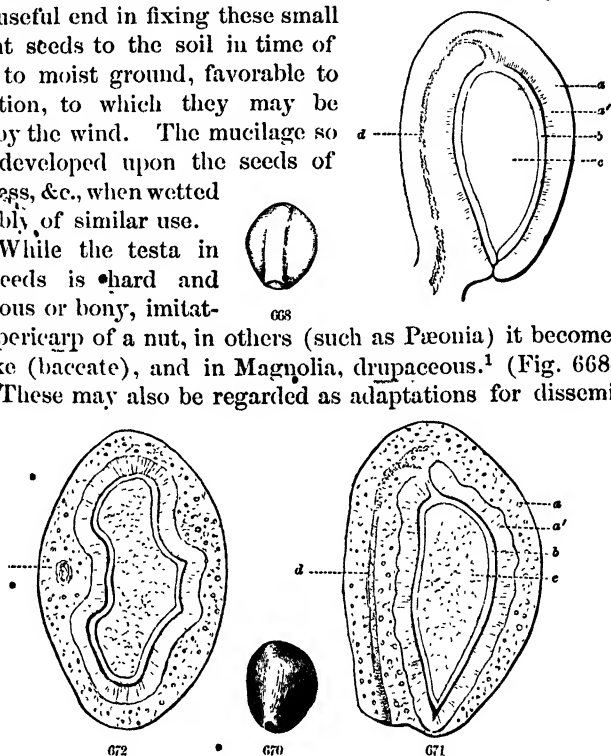 useful end in fixing these small
seeds to the soil in time of
to moist ground, favorable to
tion, to which they may be
by the wind. The mucilage so
developed upon the seeds of
ess, &c., when wetted
bly of similar use.
While the testa in
eeds is hard and
ous or bony, imitat-
pericarp of a nut, in others (such as Pæonia) it become
(baccate), and in Magnolia, drupaceous.¹ (Fig. 668
These may also be regarded as adaptations for dissemi
a
a'
b
c
d
668
a
a'
b
c
d
672
670
671